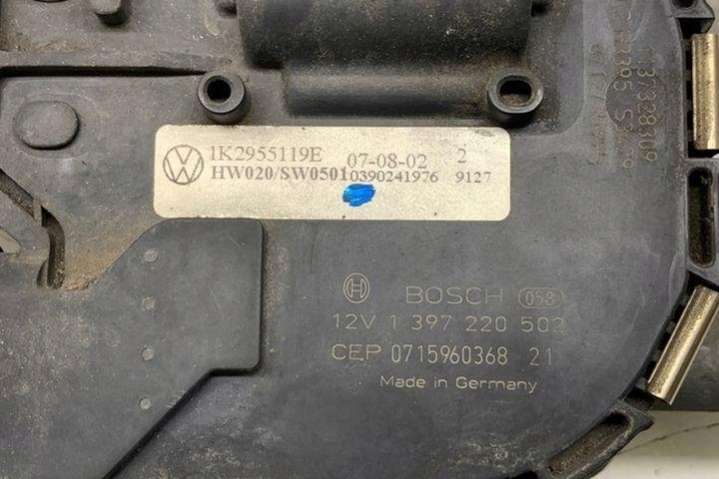 1K2955119E 07-08-02 2
HW020/SW0501 0390241976 9127
BOSCH 058
12V 1 397 220 502
CEP 0715960368 21
Made in Germany